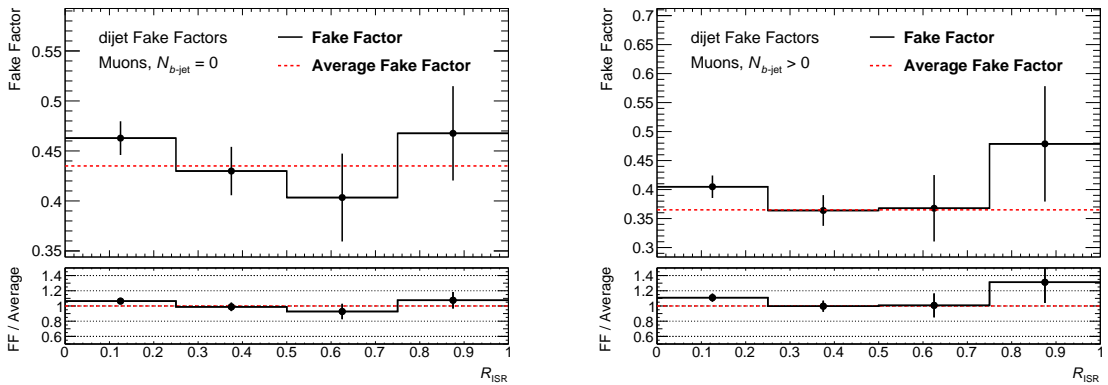 Fake Factor
0.55
0.5
0.45
0.4
0.35
dijet Fake Factors
Muons, N_b-jet = 0
Fake Factor
Average Fake Factor
FF / Average
1.4
1.2
1
0.8
0.6
0 0.1 0.2 0.3 0.4 0.5 0.6 0.7 0.8 0.9 1
R_ISR
Fake Factor
0.7
0.65
0.6
0.55
0.5
0.45
0.4
0.35
0.3
dijet Fake Factors
Muons, N_b-jet > 0
Fake Factor
Average Fake Factor
FF / Average
1.4
1.2
1
0.8
0.6
0 0.1 0.2 0.3 0.4 0.5 0.6 0.7 0.8 0.9 1
R_ISR